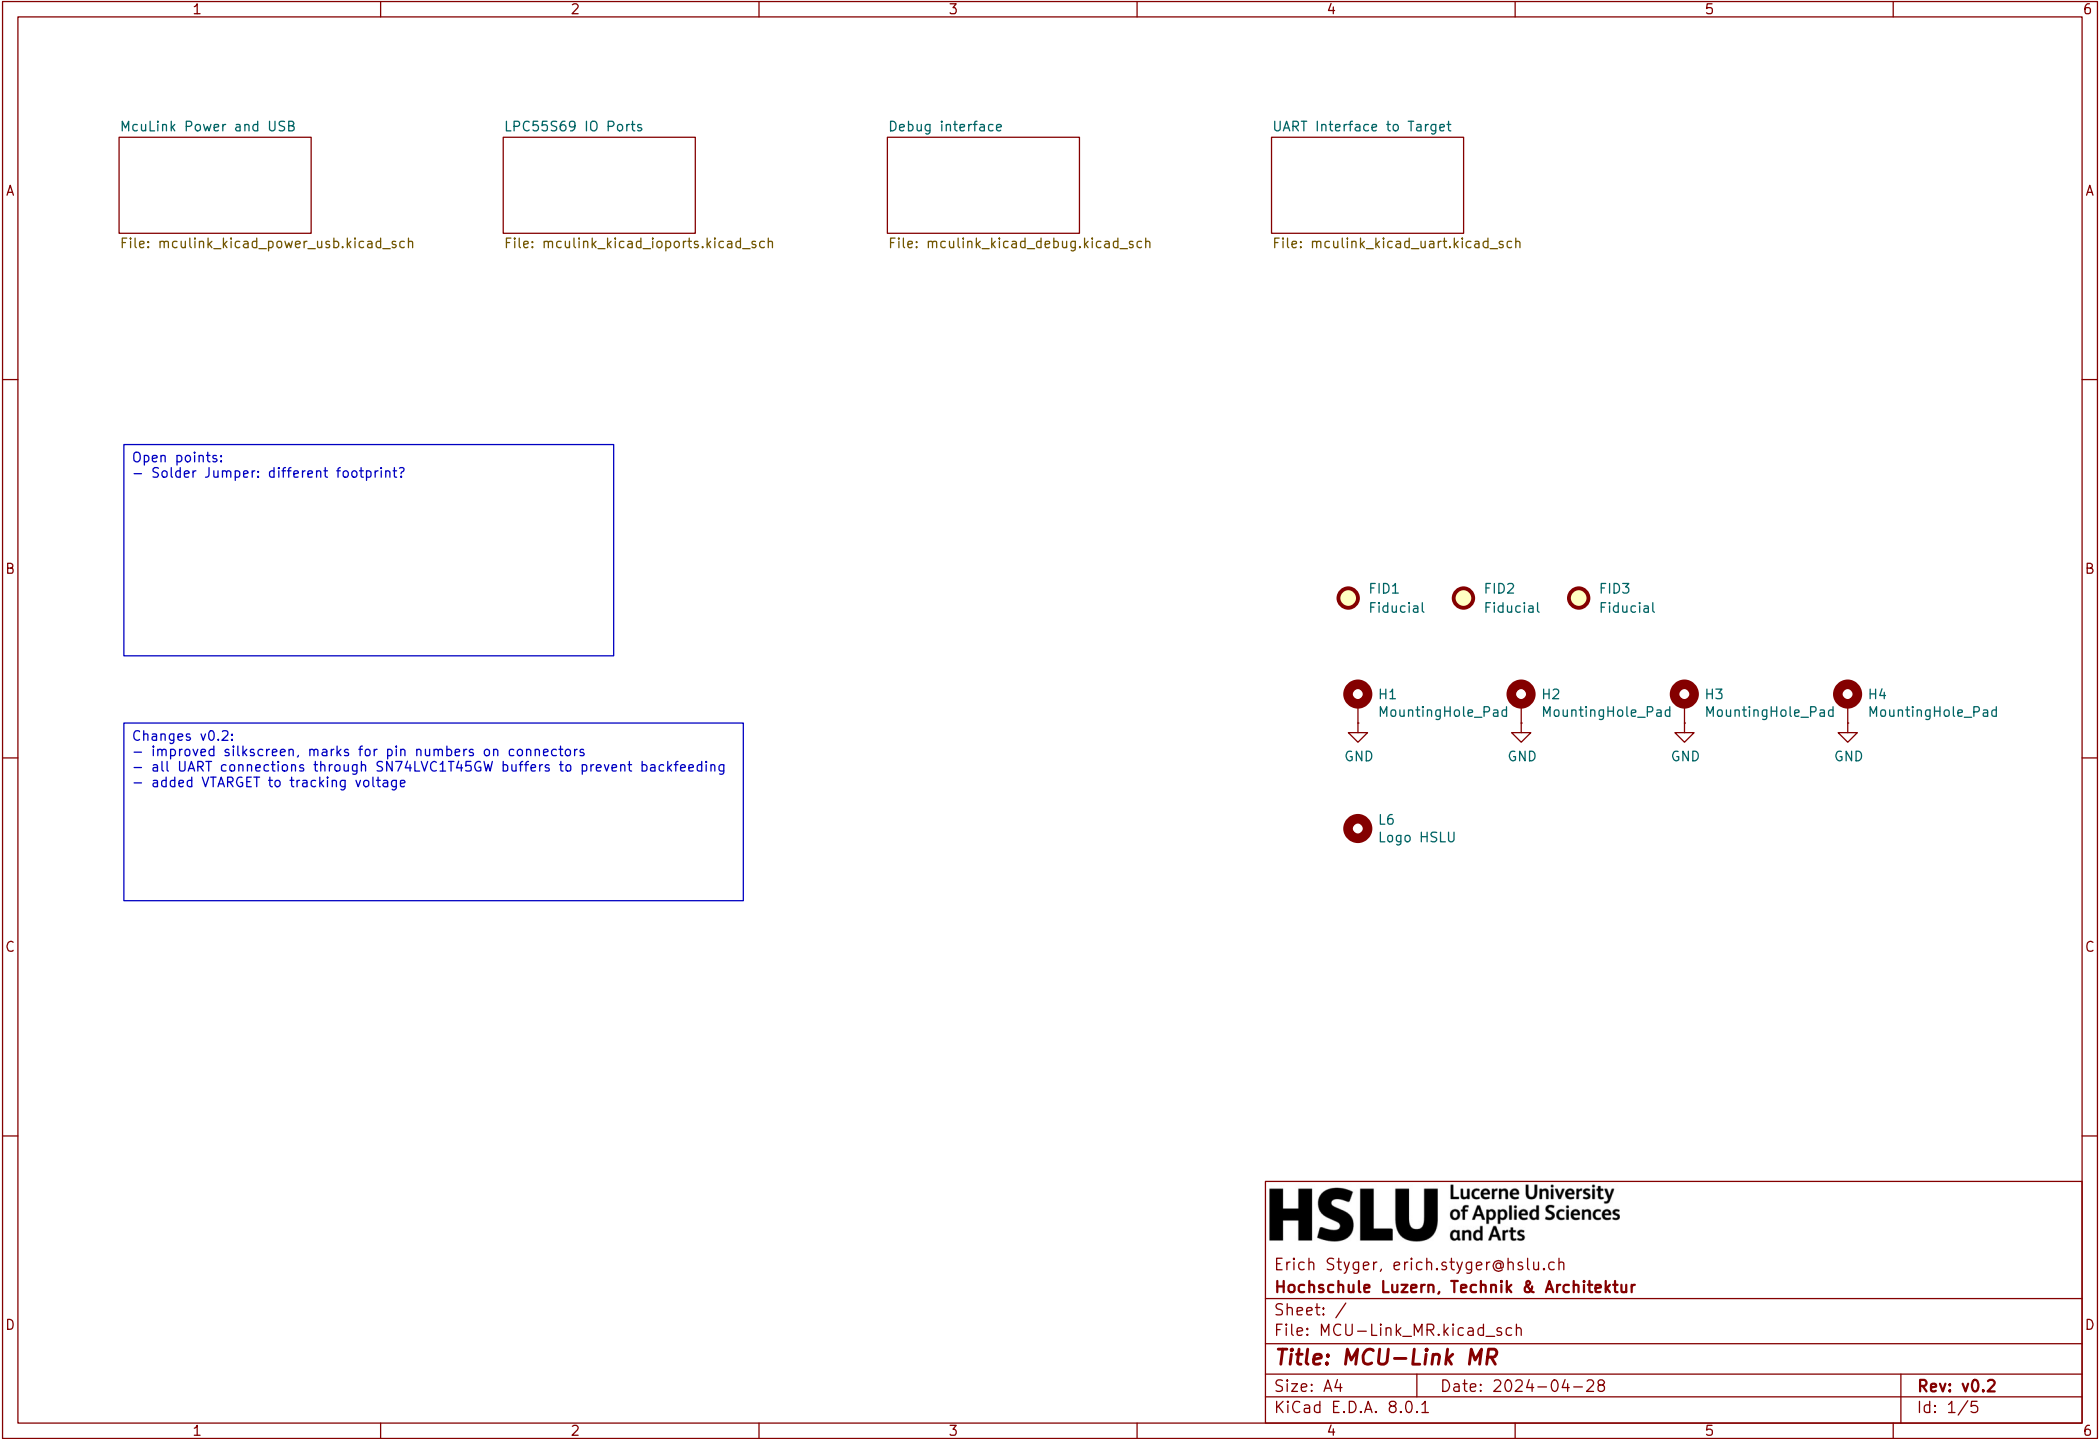 1 2 3 4 5 6
McuLink Power and USB
File: mculink_kicad_power_usb.kicad_sch
LPC55S69 IO Ports
File: mculink_kicad_ioports.kicad_sch
Debug interface
File: mculink_kicad_debug.kicad_sch
UART Interface to Target
File: mculink_kicad_uart.kicad_sch
A A
Open points:
- Solder Jumper: different footprint?
B B
FID1
Fiducial
FID2
Fiducial
FID3
Fiducial
H1
MountingHole_Pad
GND
H2
MountingHole_Pad
GND
H3
MountingHole_Pad
GND
H4
MountingHole_Pad
GND
Changes v0.2:
- improved silkscreen, marks for pin numbers on connectors
- all UART connections through SN74LVC1T45GW buffers to prevent backfeeding
- added VTARGET to tracking voltage
L6
Logo HSLU
C C
HSLU
Lucerne University
of Applied Sciences
and Arts
Erich Styger, erich.styger@hslu.ch
Hochschule Luzern, Technik & Architektur
Sheet: /
File: MCU-Link_MR.kicad_sch
D D
Title: MCU-Link MR
Size: A4 Date: 2024-04-28 Rev: v0.2
KiCad E.D.A. 8.0.1 Id: 1/5
1 2 3 4 5 6